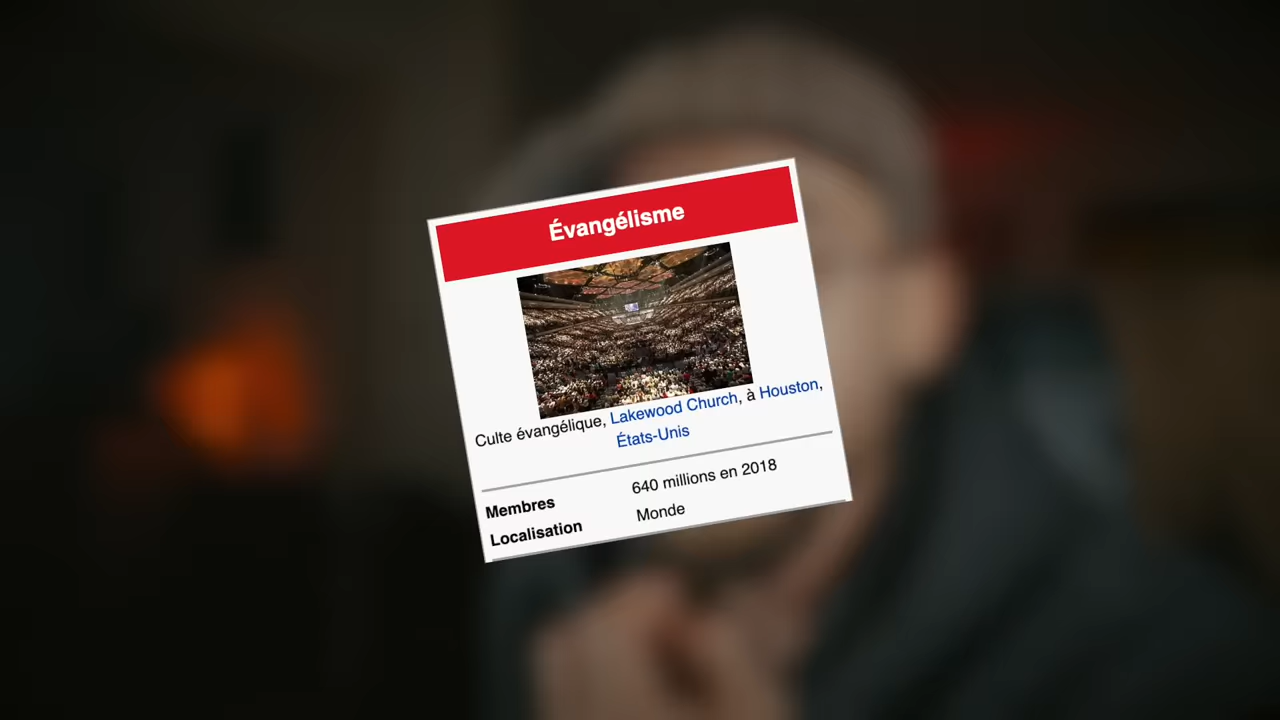 Évangélisme
Culte évangélique, Lakewood Church, à Houston,
États-Unis
Membres 640 millions en 2018
Localisation Monde